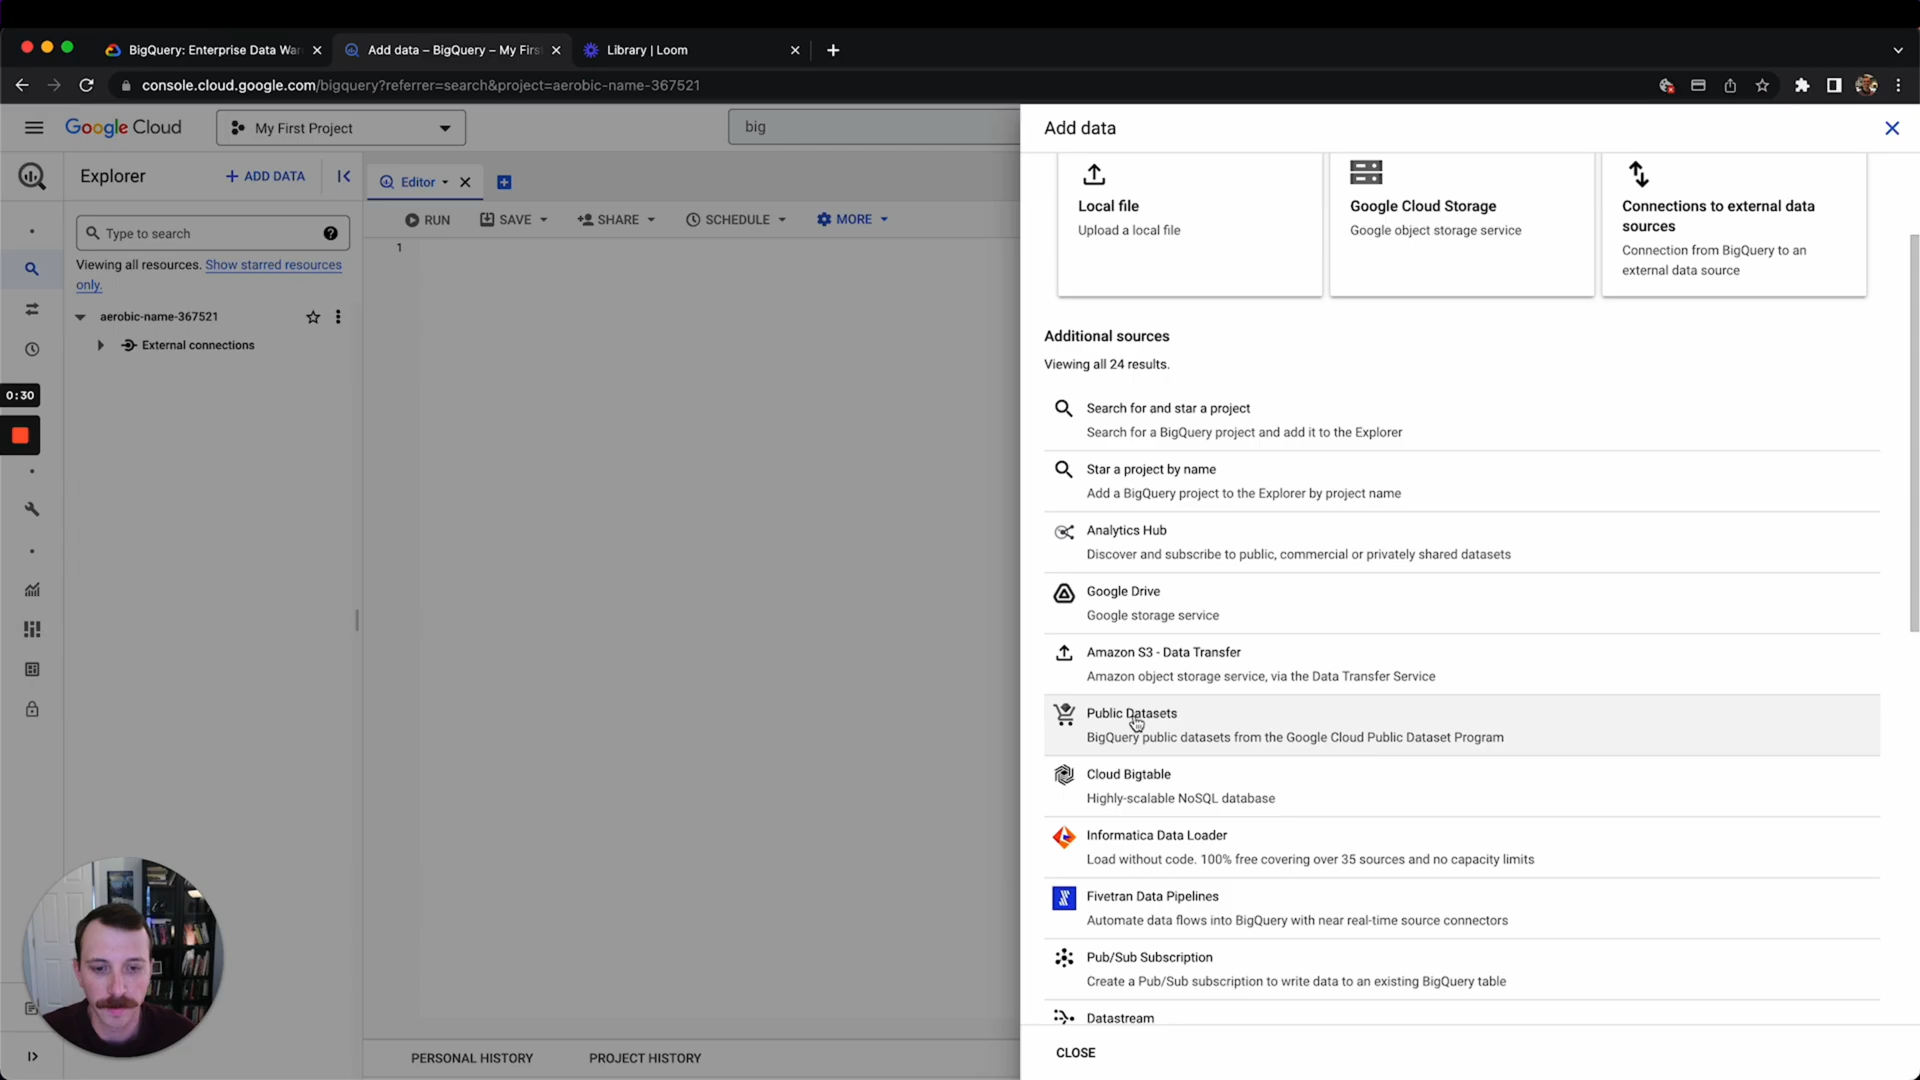 BigQuery: Enterprise Data War
Add data – BigQuery – My Firs
Library | Loom
console.cloud.google.com/bigquery?referrer=search&project=aerobic-name-367521
Google Cloud
My First Project
big
Add data
Explorer
+ ADD DATA
Editor
RUN
SAVE
SHARE
SCHEDULE
MORE
1
Type to search
Viewing all resources. Show starred resources
only.
aerobic-name-367521
External connections
0:30
Local file
Upload a local file
Google Cloud Storage
Google object storage service
Connections to external data
sources
Connection from BigQuery to an
external data source
Additional sources
Viewing all 24 results.
Search for and star a project
Search for a BigQuery project and add it to the Explorer
Star a project by name
Add a BigQuery project to the Explorer by project name
Analytics Hub
Discover and subscribe to public, commercial or privately shared datasets
Google Drive
Google storage service
Amazon S3 - Data Transfer
Amazon object storage service, via the Data Transfer Service
Public Datasets
BigQuery public datasets from the Google Cloud Public Dataset Program
Cloud Bigtable
Highly-scalable NoSQL database
Informatica Data Loader
Load without code. 100% free covering over 35 sources and no capacity limits
Fivetran Data Pipelines
Automate data flows into BigQuery with near real-time source connectors
Pub/Sub Subscription
Create a Pub/Sub subscription to write data to an existing BigQuery table
Datastream
PERSONAL HISTORY
PROJECT HISTORY
CLOSE